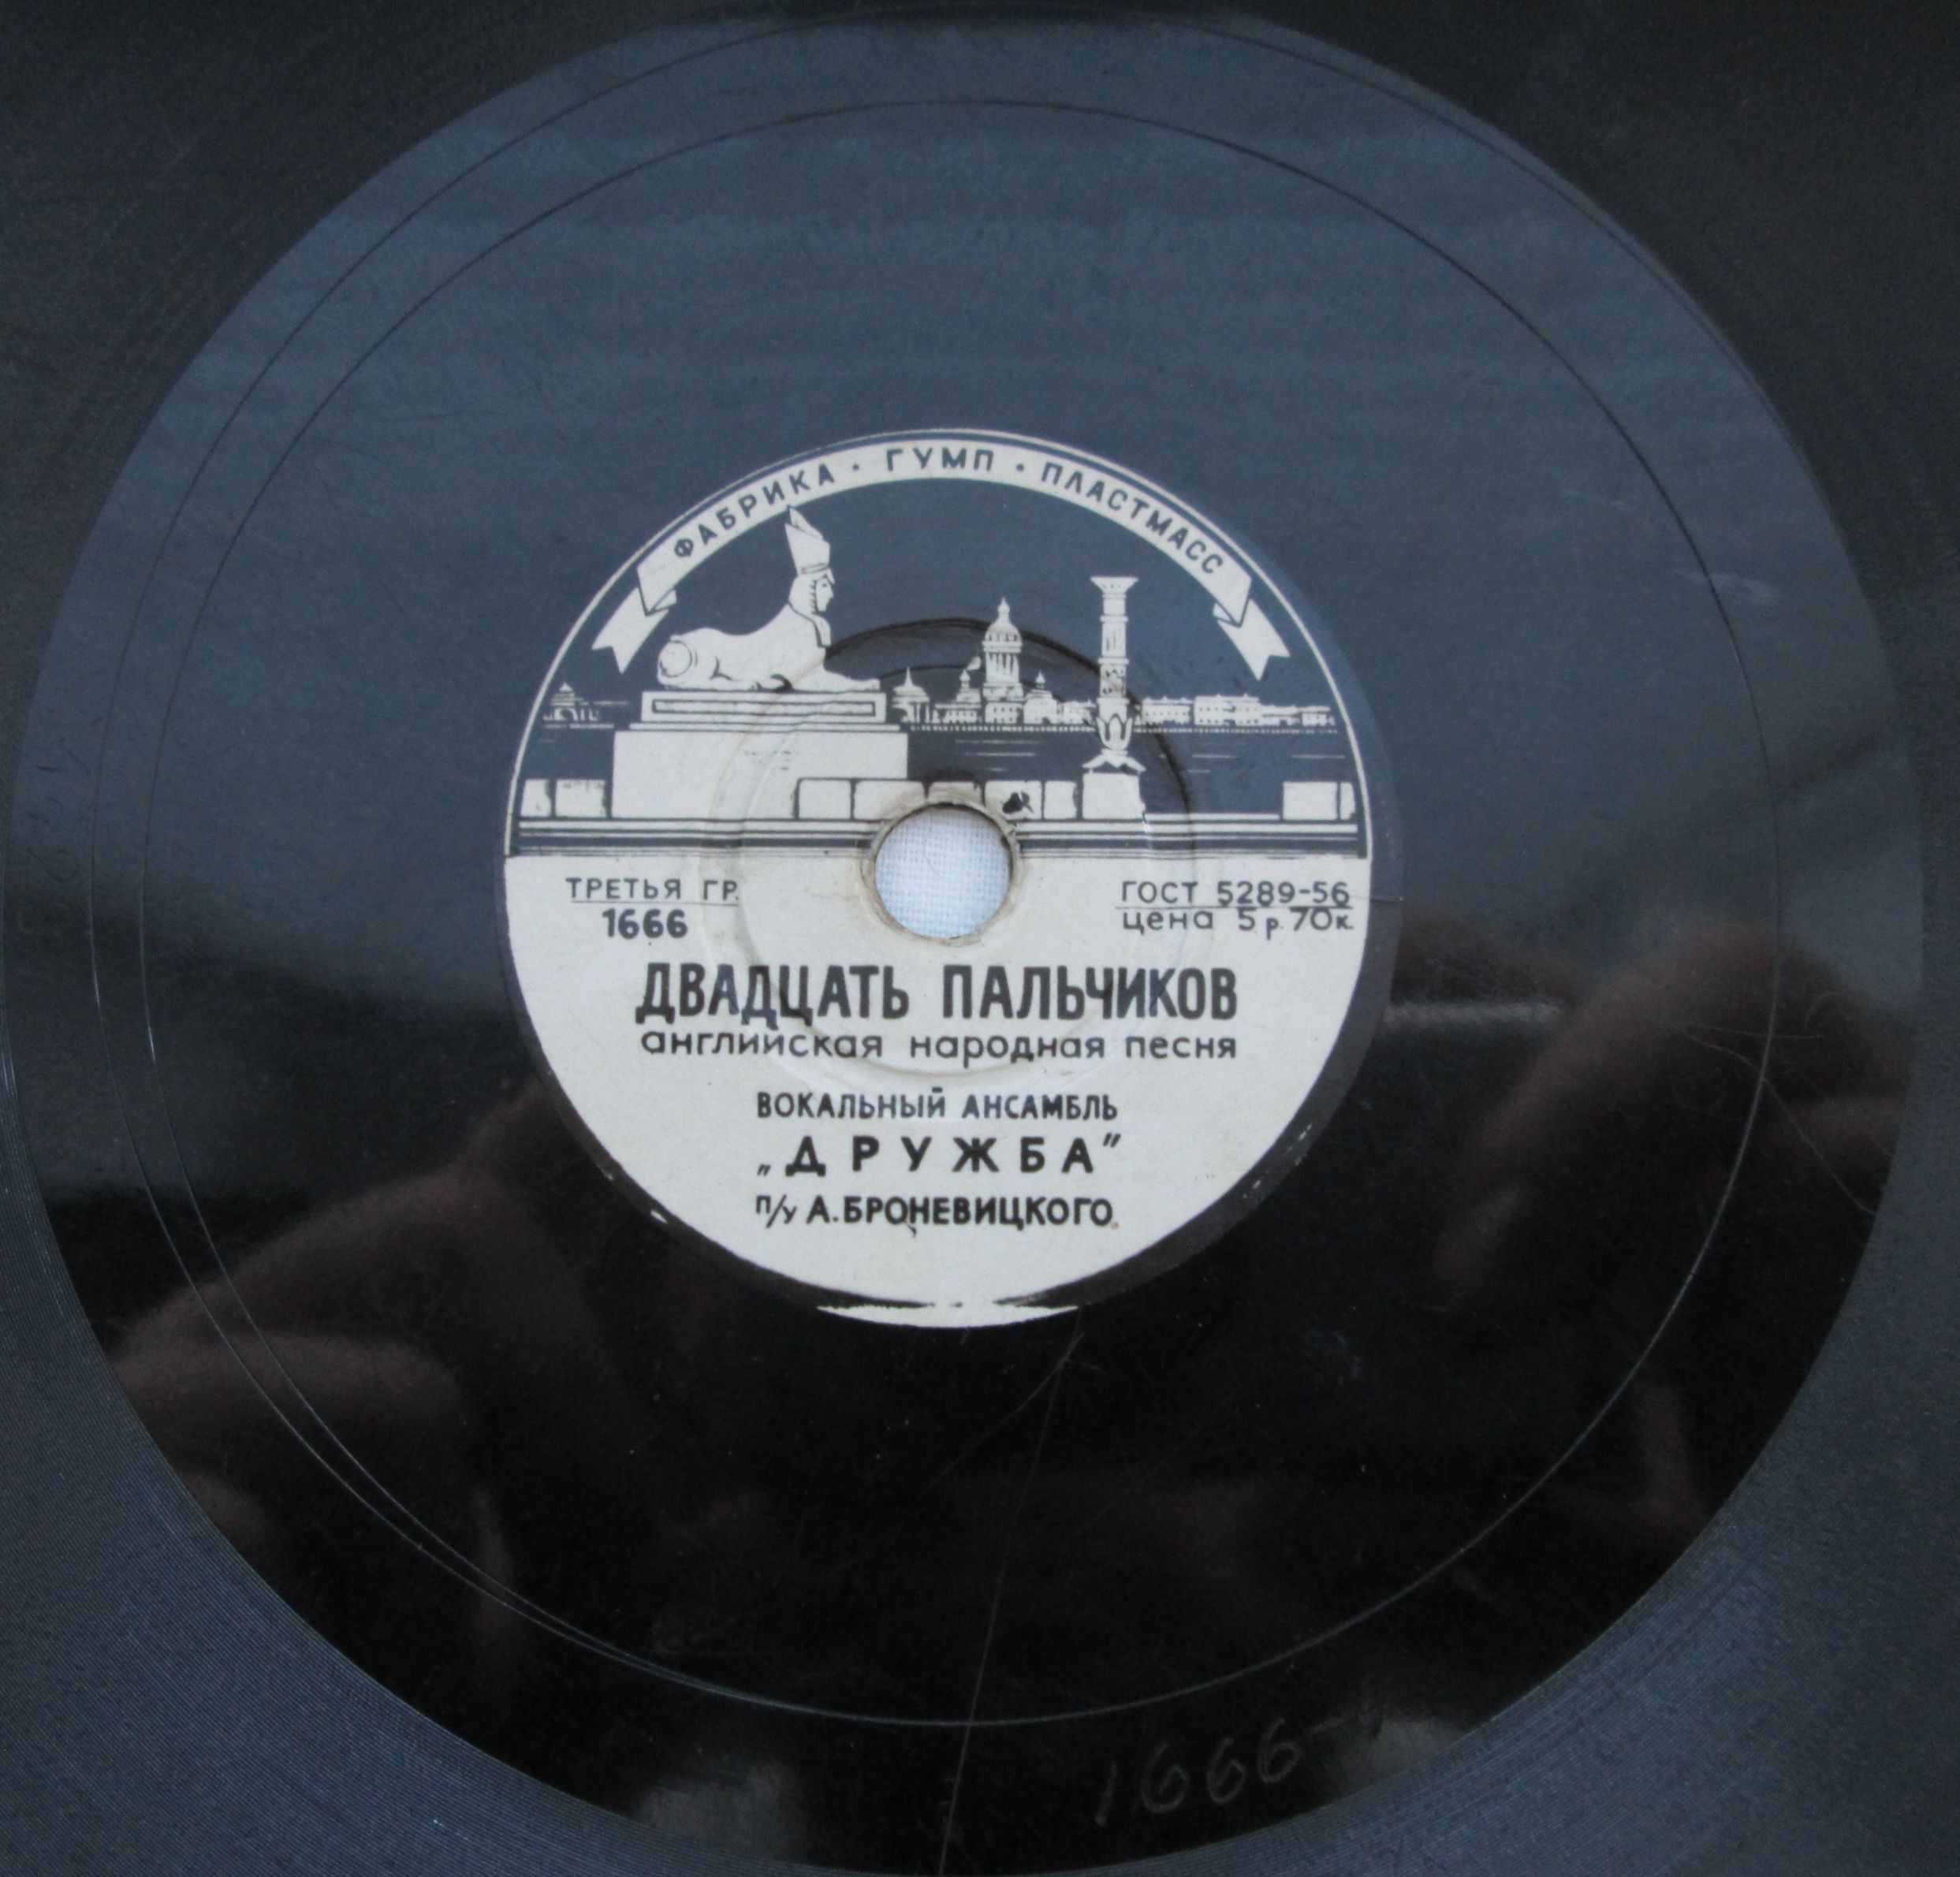 ФАБРИКА · ГУМП · ПЛАСТМАСС
ТРЕТЬЯ ГР.
1666
ГОСТ 5289-56
цена 5 р. 70 к.
ДВАДЦАТЬ ПАЛЬЧИКОВ
английская народная песня
ВОКАЛЬНЫЙ АНСАМБЛЬ
„ДРУЖБА”
п/у А. БРОНЕВИЦКОГО
1666